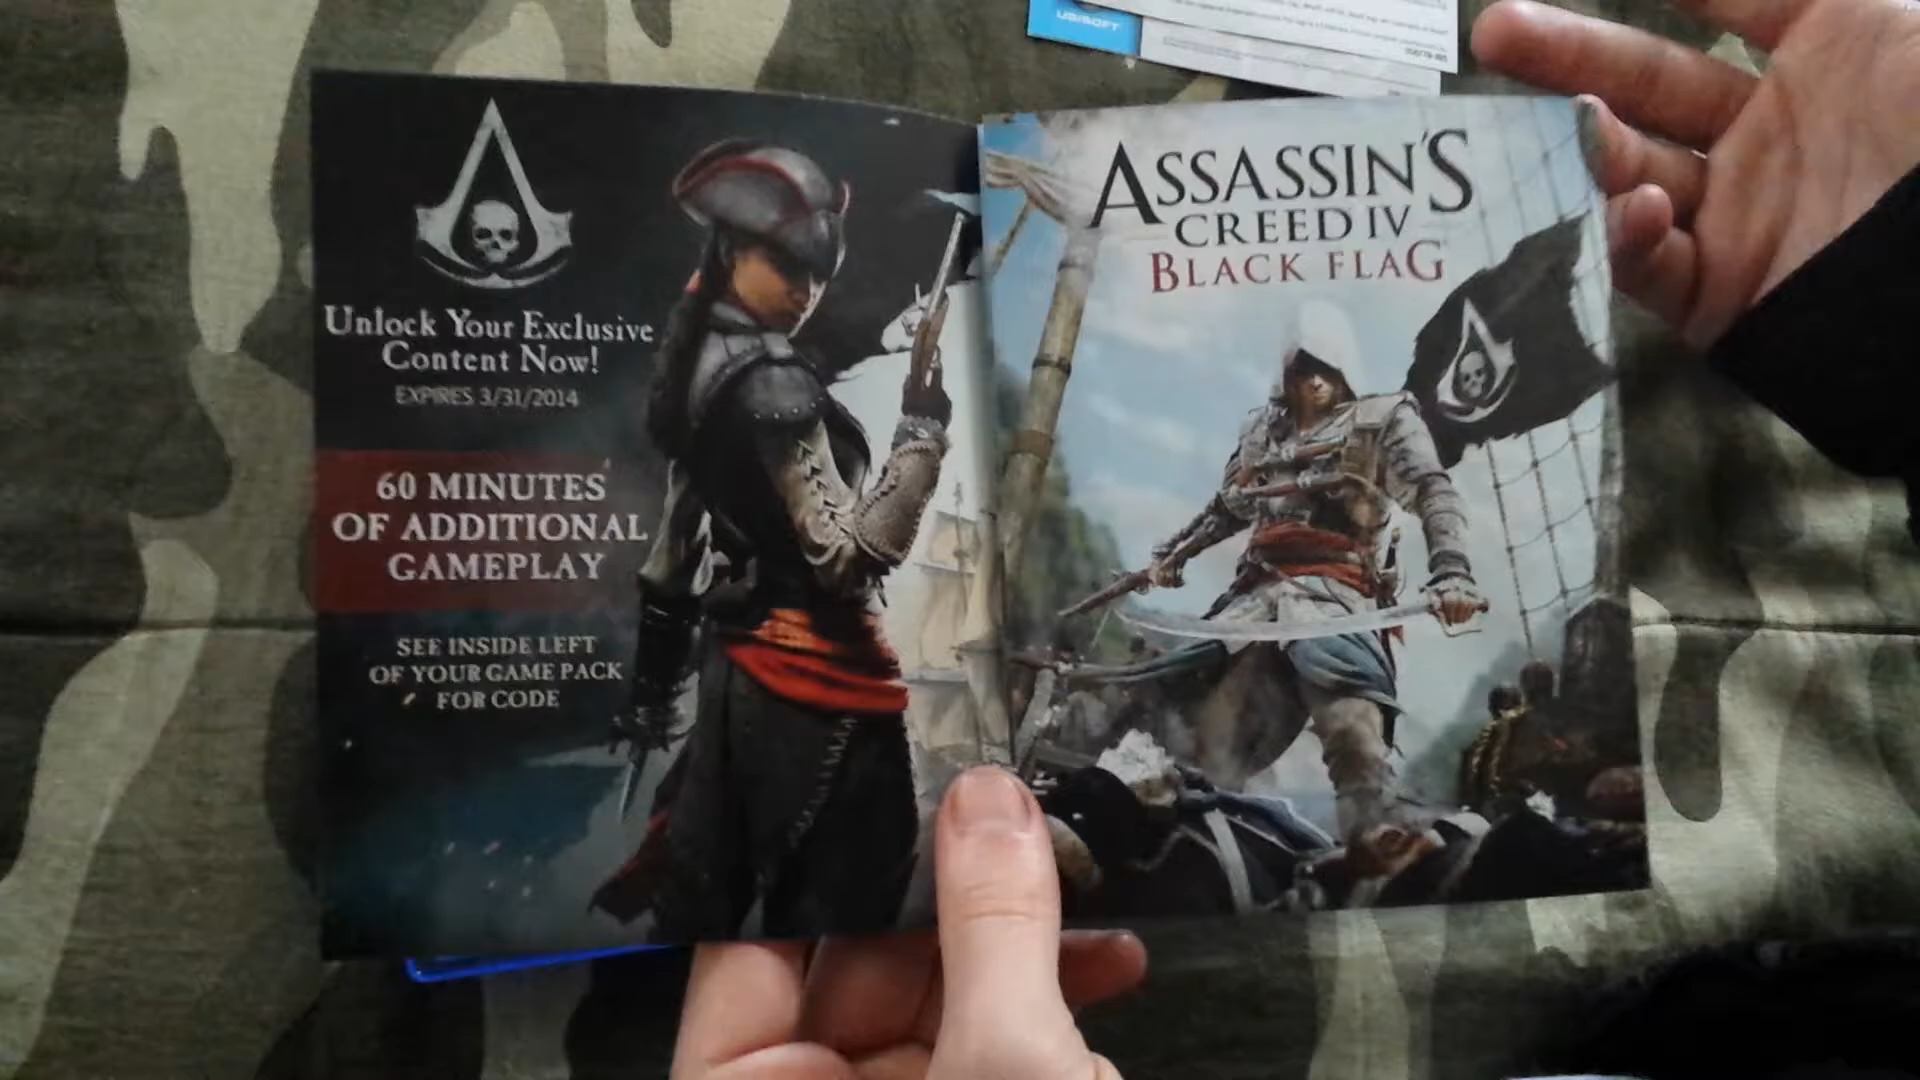 UBISOFT
Unlock Your Exclusive
Content Now!
EXPIRES 3/31/2014
60 MINUTES
OF ADDITIONAL
GAMEPLAY
SEE INSIDE LEFT
OF YOUR GAME PACK
FOR CODE
ASSASSIN'S
CREED IV
BLACK FLAG